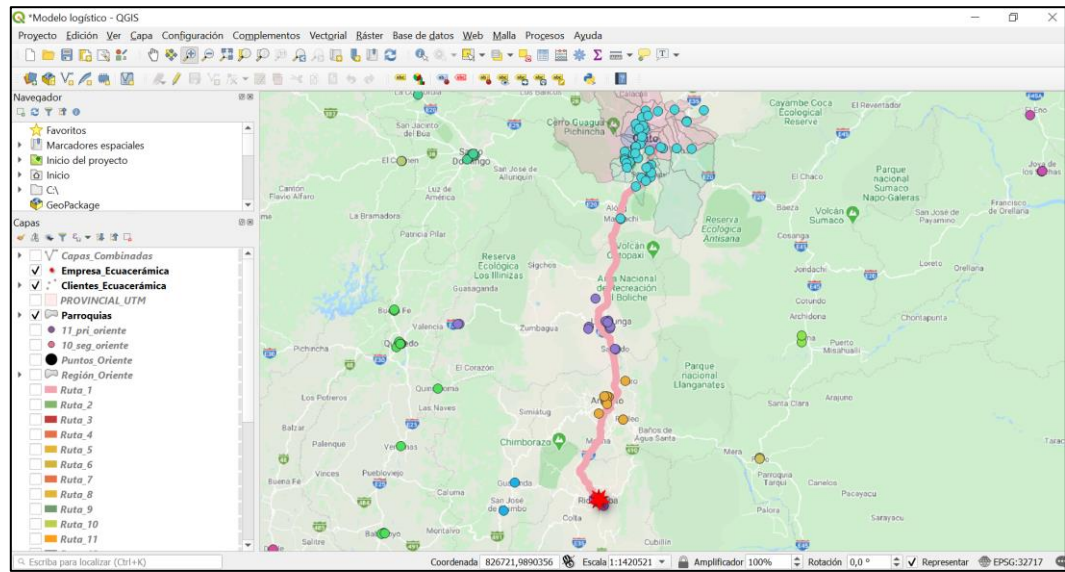 *Modelo logístico - QGIS
Proyecto Edición Ver Capa Configuración Complementos Vectorial Ráster Base de datos Web Malla Procesos Ayuda
Navegador
Favoritos
Marcadores espaciales
Inicio del proyecto
Inicio
C:\
GeoPackage
Capas
Capas_Combinadas
Empresa_Ecuacerámica
Clientes_Ecuacerámica
PROVINCIAL_UTM
Parroquias
11_pri_oriente
10_seg_oriente
Puntos_Oriente
Región_Oriente
Ruta_1
Ruta_2
Ruta_3
Ruta_4
Ruta_5
Ruta_6
Ruta_7
Ruta_8
Ruta_9
Ruta_10
Ruta_11
Cayambe Coca
Ecological
Reserve
El Reventador
San Jacinto
del Bua
Cerro Guagua
Pichincha
San José de
Alluriquín
Cantón
Flavio Alfaro
Luz de
América
El Chaco
Parque
nacional
Sumaco
Napo-Galeras
La Bramadora
Reserva
Ecológica
Antisana
Baeza
Volcán
Sumaco
San José de
Payamino
Francisco
de Orellana
Patricia Pilar
Cosanga
Volcán
Reserva
Ecológica
Los Illinizas
Sigchos
Guasaganda
de Recreación
El Boliche
Jondachi
Loreto
Orellana
Cotundo
Archidona
Chontapunta
Valencia
Zumbagua
Pichincha
Puerto
Misahuallí
El Corazón
Parque
nacional
Llanganates
Los Potreros
Las Naves
Simiátug
Santa Clara
Arajuno
Balzar
Palenque
Chimborazo
Baños de
Agua Santa
Mera
Buena Fe
Vinces
Puebloviejo
Parroquia
Tarqui
Canelos
Pacayacu
Caluma
San José
Colta
Palora
Sarayacu
Salitre
Montalvo
Cubillín
Escriba para localizar (Ctrl+K)
Coordenada 826721,9890356 Escala 1:1420521 Amplificador 100% Rotación 0,0 ° Representar EPSG:32717